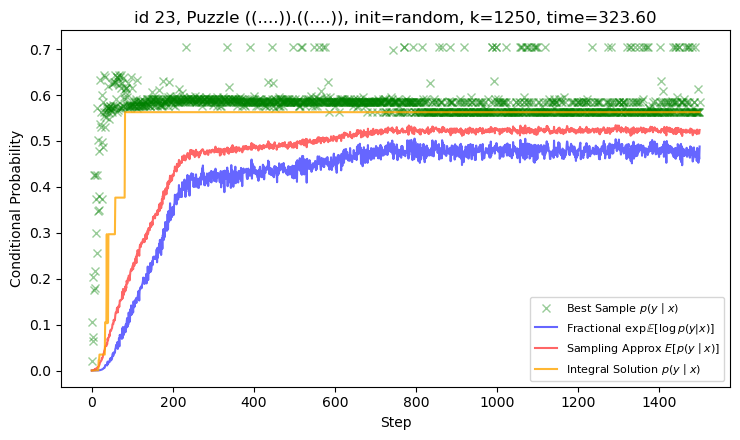 id 23, Puzzle ((....)).((....)), init=random, k=1250, time=323.60
Conditional Probability
0.7
0.6
0.5
0.4
0.3
0.2
0.1
0.0
Best Sample p(y | x)
Fractional exp 𝔼[log p(y|x)]
Sampling Approx E[p(y | x)]
Integral Solution p(y | x)
0 200 400 600 800 1000 1200 1400
Step